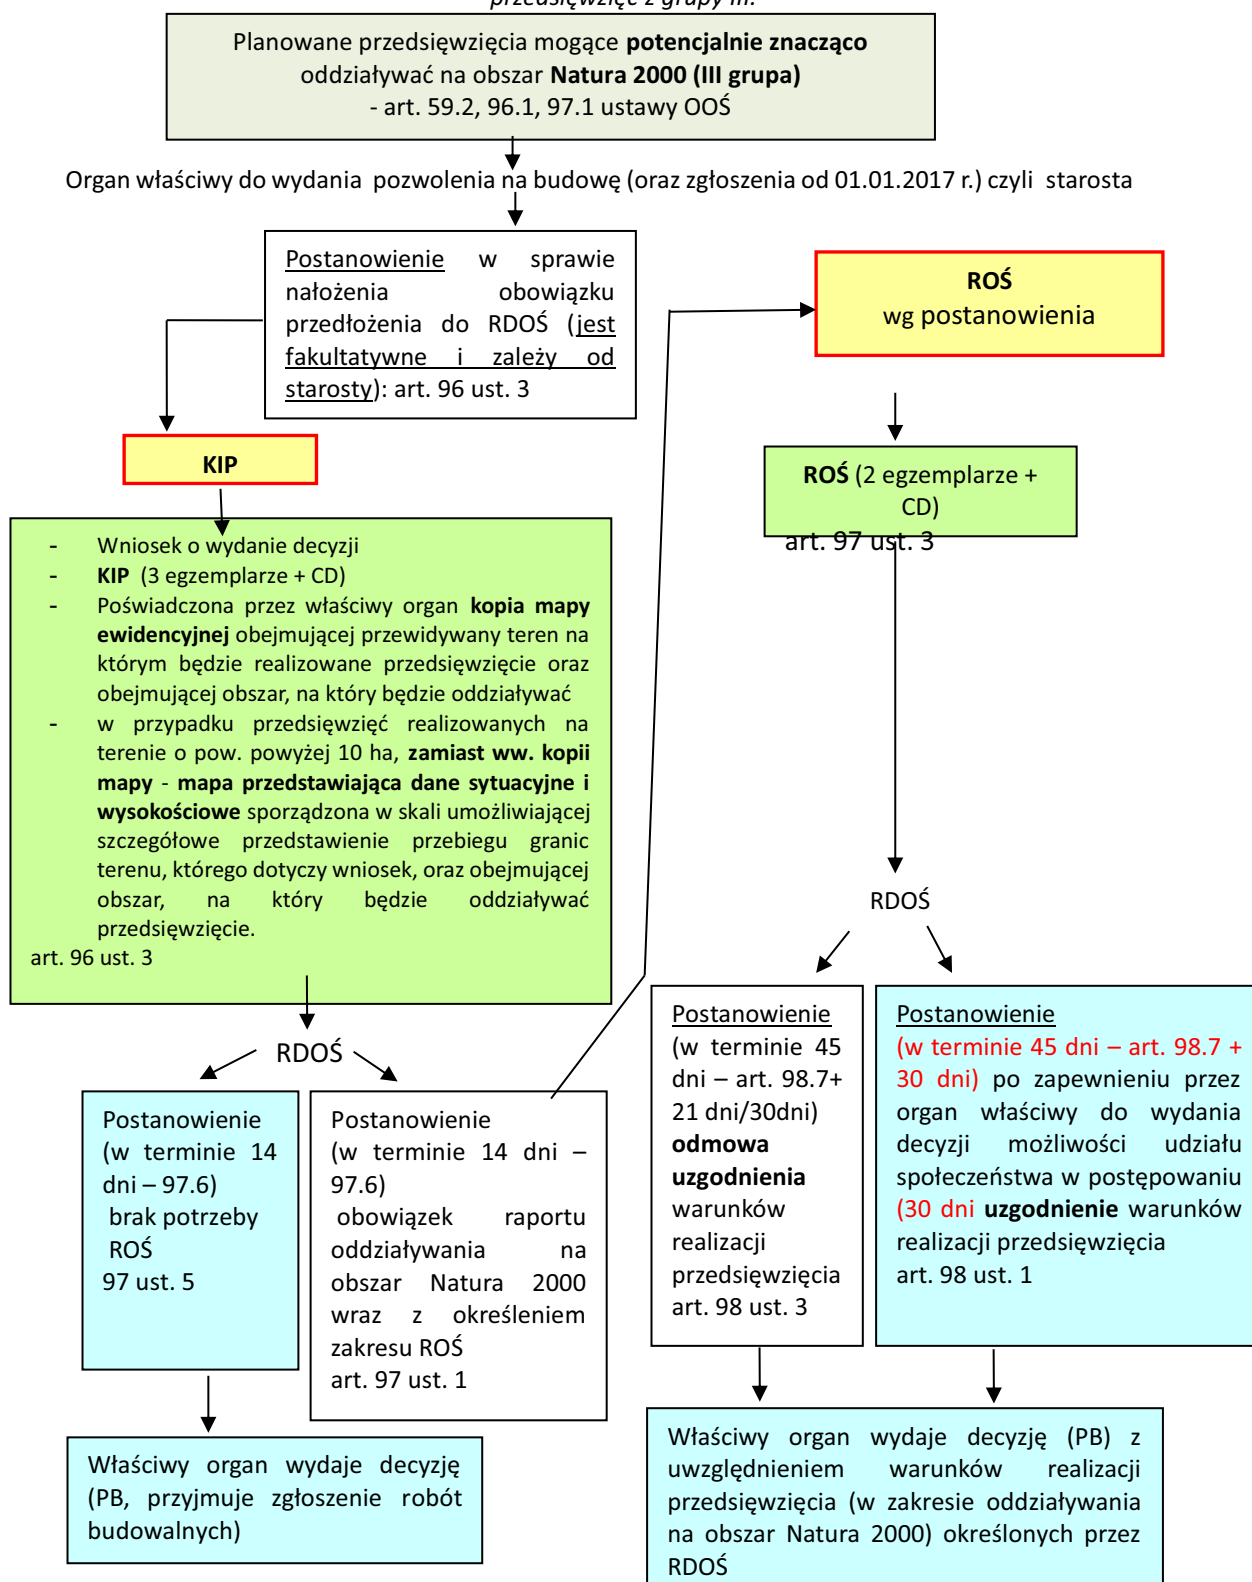 przedsięwzięć z grupy III.
Planowane przedsięwzięcia mogące potencjalnie znacząco
oddziaływać na obszar Natura 2000 (III grupa)
- art. 59.2, 96.1, 97.1 ustawy OOŚ
Organ właściwy do wydania pozwolenia na budowę (oraz zgłoszenia od 01.01.2017 r.) czyli starosta
Postanowienie w sprawie
nałożenia obowiązku
przedłożenia do RDOŚ (jest
fakultatywne i zależy od
starosty): art. 96 ust. 3
KIP
- Wniosek o wydanie decyzji
- KIP (3 egzemplarze + CD)
- Poświadczona przez właściwy organ kopia mapy
ewidencyjnej obejmującej przewidywany teren na
którym będzie realizowane przedsięwzięcie oraz
obejmującej obszar, na który będzie oddziaływać
- w przypadku przedsięwzięć realizowanych na
terenie o pow. powyżej 10 ha, zamiast ww. kopii
mapy - mapa przedstawiająca dane sytuacyjne i
wysokościowe sporządzona w skali umożliwiającej
szczegółowe przedstawienie przebiegu granic
terenu, którego dotyczy wniosek, oraz obejmującej
obszar, na który będzie oddziaływać
przedsięwzięcie.
art. 96 ust. 3
RDOŚ
Postanowienie
(w terminie 14
dni – 97.6)
brak potrzeby
ROŚ
97 ust. 5
Postanowienie
(w terminie 14 dni –
97.6)
obowiązek raportu
oddziaływania na
obszar Natura 2000
wraz z określeniem
zakresu ROŚ
art. 97 ust. 1
Właściwy organ wydaje decyzję
(PB, przyjmuje zgłoszenie robót
budowalnych)
ROŚ
wg postanowienia
ROŚ (2 egzemplarze +
CD)
art. 97 ust. 3
RDOŚ
Postanowienie
(w terminie 45
dni – art. 98.7+
21 dni/30dni)
odmowa
uzgodnienia
warunków
realizacji
przedsięwzięcia
art. 98 ust. 3
Postanowienie
(w terminie 45 dni – art. 98.7 +
30 dni) po zapewnieniu przez
organ właściwy do wydania
decyzji możliwości udziału
społeczeństwa w postępowaniu
(30 dni uzgodnienie warunków
realizacji przedsięwzięcia
art. 98 ust. 1
Właściwy organ wydaje decyzję (PB) z
uwzględnieniem warunków realizacji
przedsięwzięcia (w zakresie oddziaływania
na obszar Natura 2000) określonych przez
RDOŚ